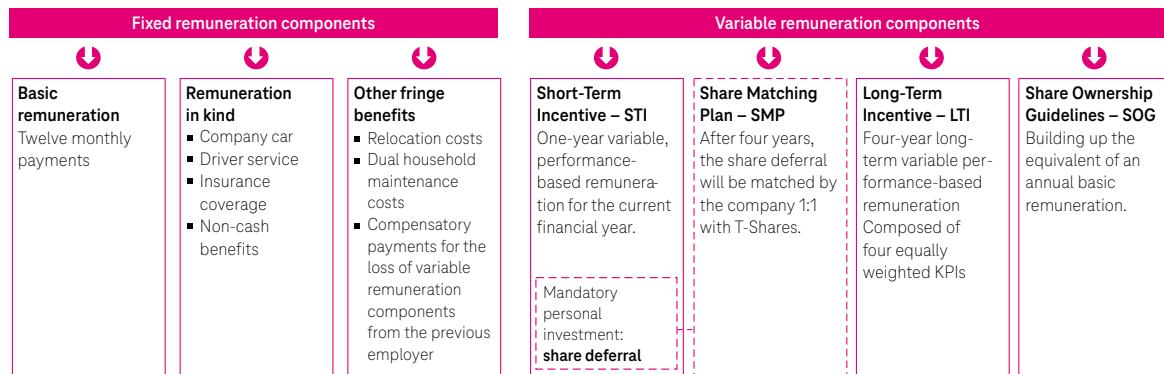 Fixed remuneration components
Variable remuneration components
Basic
remuneration
Twelve monthly
payments
Remuneration
in kind
▪ Company car
▪ Driver service
▪ Insurance
coverage
▪ Non-cash
benefits
Other fringe
benefits
▪ Relocation costs
▪ Dual household
maintenance
costs
▪ Compensatory
payments for the
loss of variable
remuneration
components
from the previous
employer
Short-Term
Incentive – STI
One-year variable,
performance-
based remunera-
tion for the current
financial year.
Mandatory
personal
investment:
share deferral
Share Matching
Plan – SMP
After four years,
the share deferral
will be matched by
the company 1:1
with T-Shares.
Long-Term
Incentive – LTI
Four-year long-
term variable per-
formance-based
remuneration
Composed of
four equally
weighted KPIs
Share Ownership
Guidelines – SOG
Building up the
equivalent of an
annual basic
remuneration.